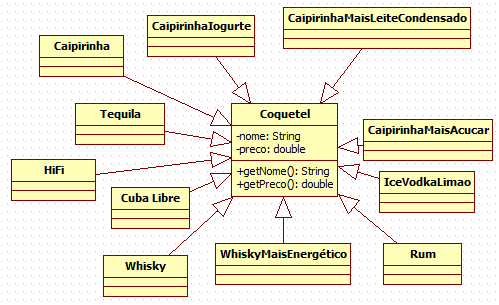 CaipirinhaIogurte
CaipirinhaMaisLeiteCondensado
Caipirinha
Tequila
Coquetel
-nome: String
-preco: double
+getNome(): String
+getPreco(): double
CaipirinhaMaisAcucar
HiFi
Cuba Libre
IceVodkaLimao
Whisky
WhiskyMaisEnergético
Rum